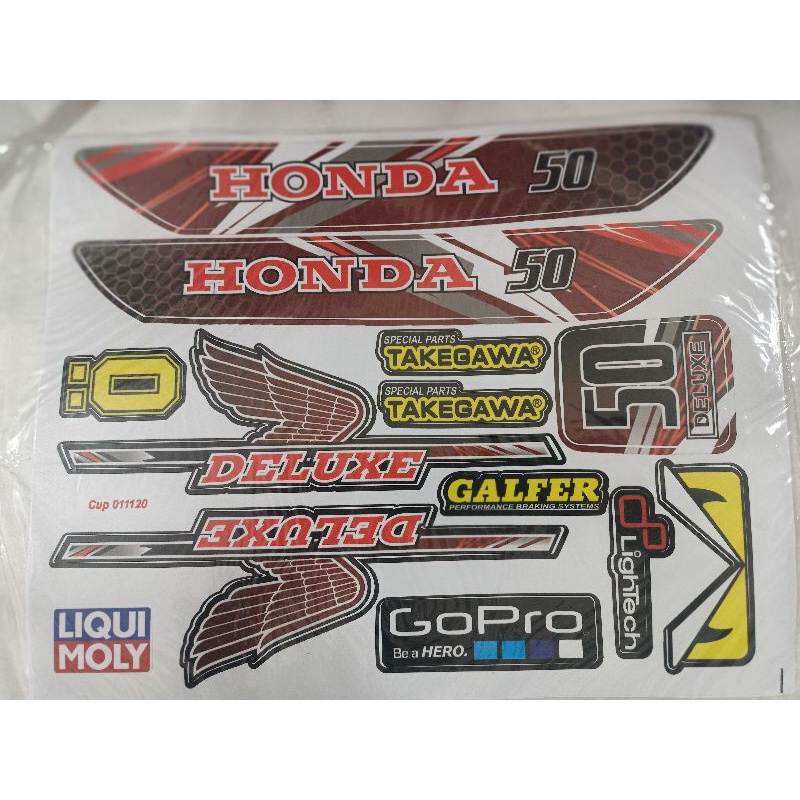 HONDA 50
HONDA 50
SPECIAL PARTS
TAKEGAWA®
SPECIAL PARTS
TAKEGAWA®
50
DELUXE
DELUXE
GALFER
PERFORMANCE BRAKING SYSTEMS
Cup 011120
DELUXE
LighTech
LIQUI
MOLY
GoPro
Be a HERO.